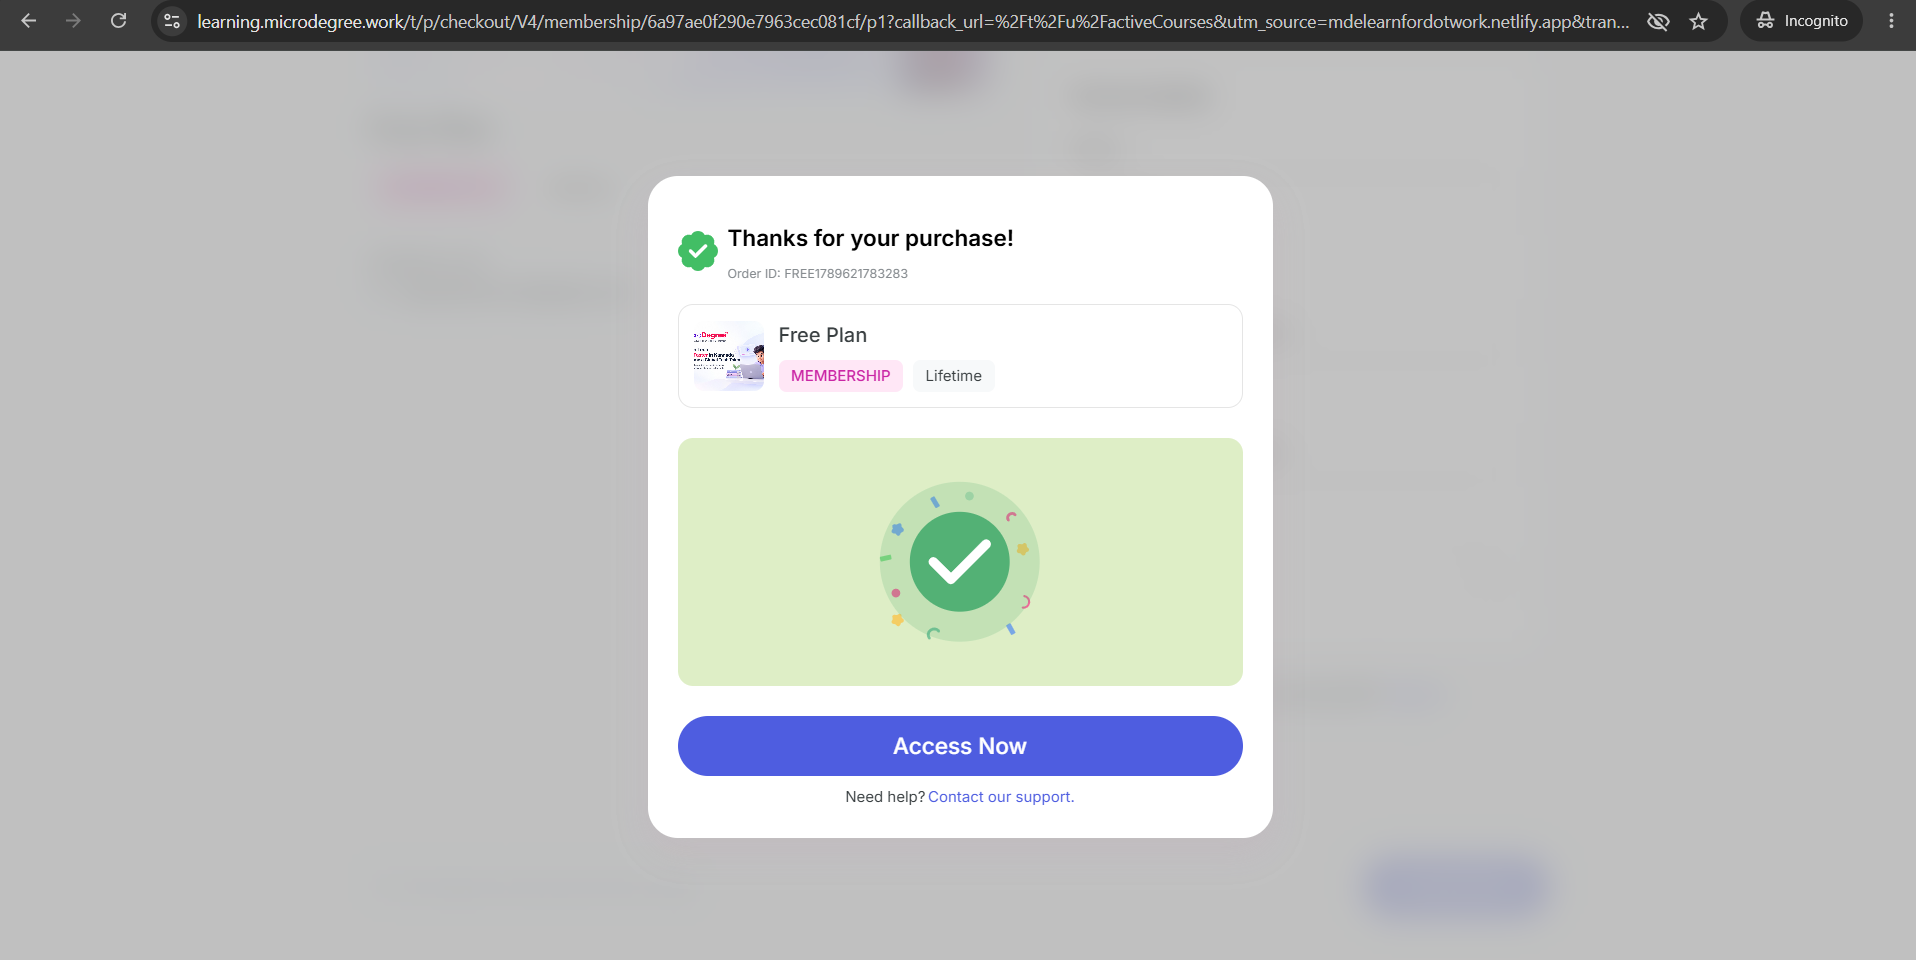 learning.microdegree.work/t/p/checkout/V4/membership/6a97ae0f290e7963cec081cf/p1?callback_url=%2Ft%2Fu%2FactiveCourses&utm_source=mdelearnfordotwork.netlify.app&tran...
Incognito
Thanks for your purchase!
Order ID: FREE1789621783283
Free Plan
MEMBERSHIP
Lifetime
Access Now
Need help? Contact our support.